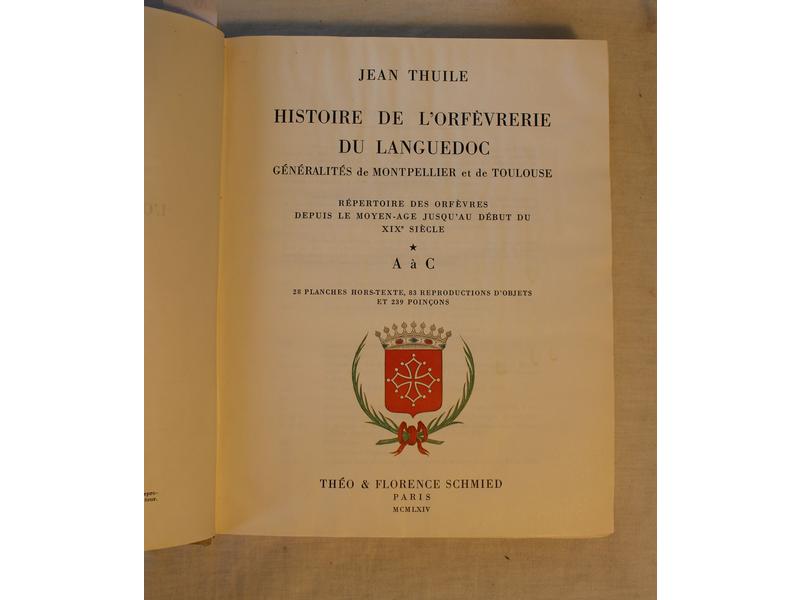 JEAN THUILE
HISTOIRE DE L'ORFÈVRERIE
DU LANGUEDOC
GÉNÉRALITÉS de MONTPELLIER et de TOULOUSE
RÉPERTOIRE DES ORFÈVRES
DEPUIS LE MOYEN-AGE JUSQU'AU DÉBUT DU
XIXe SIÈCLE
★
A à C
28 PLANCHES HORS-TEXTE, 83 REPRODUCTIONS D'OBJETS
ET 239 POINÇONS
THÉO & FLORENCE SCHMIED
PARIS
MCMLXIV